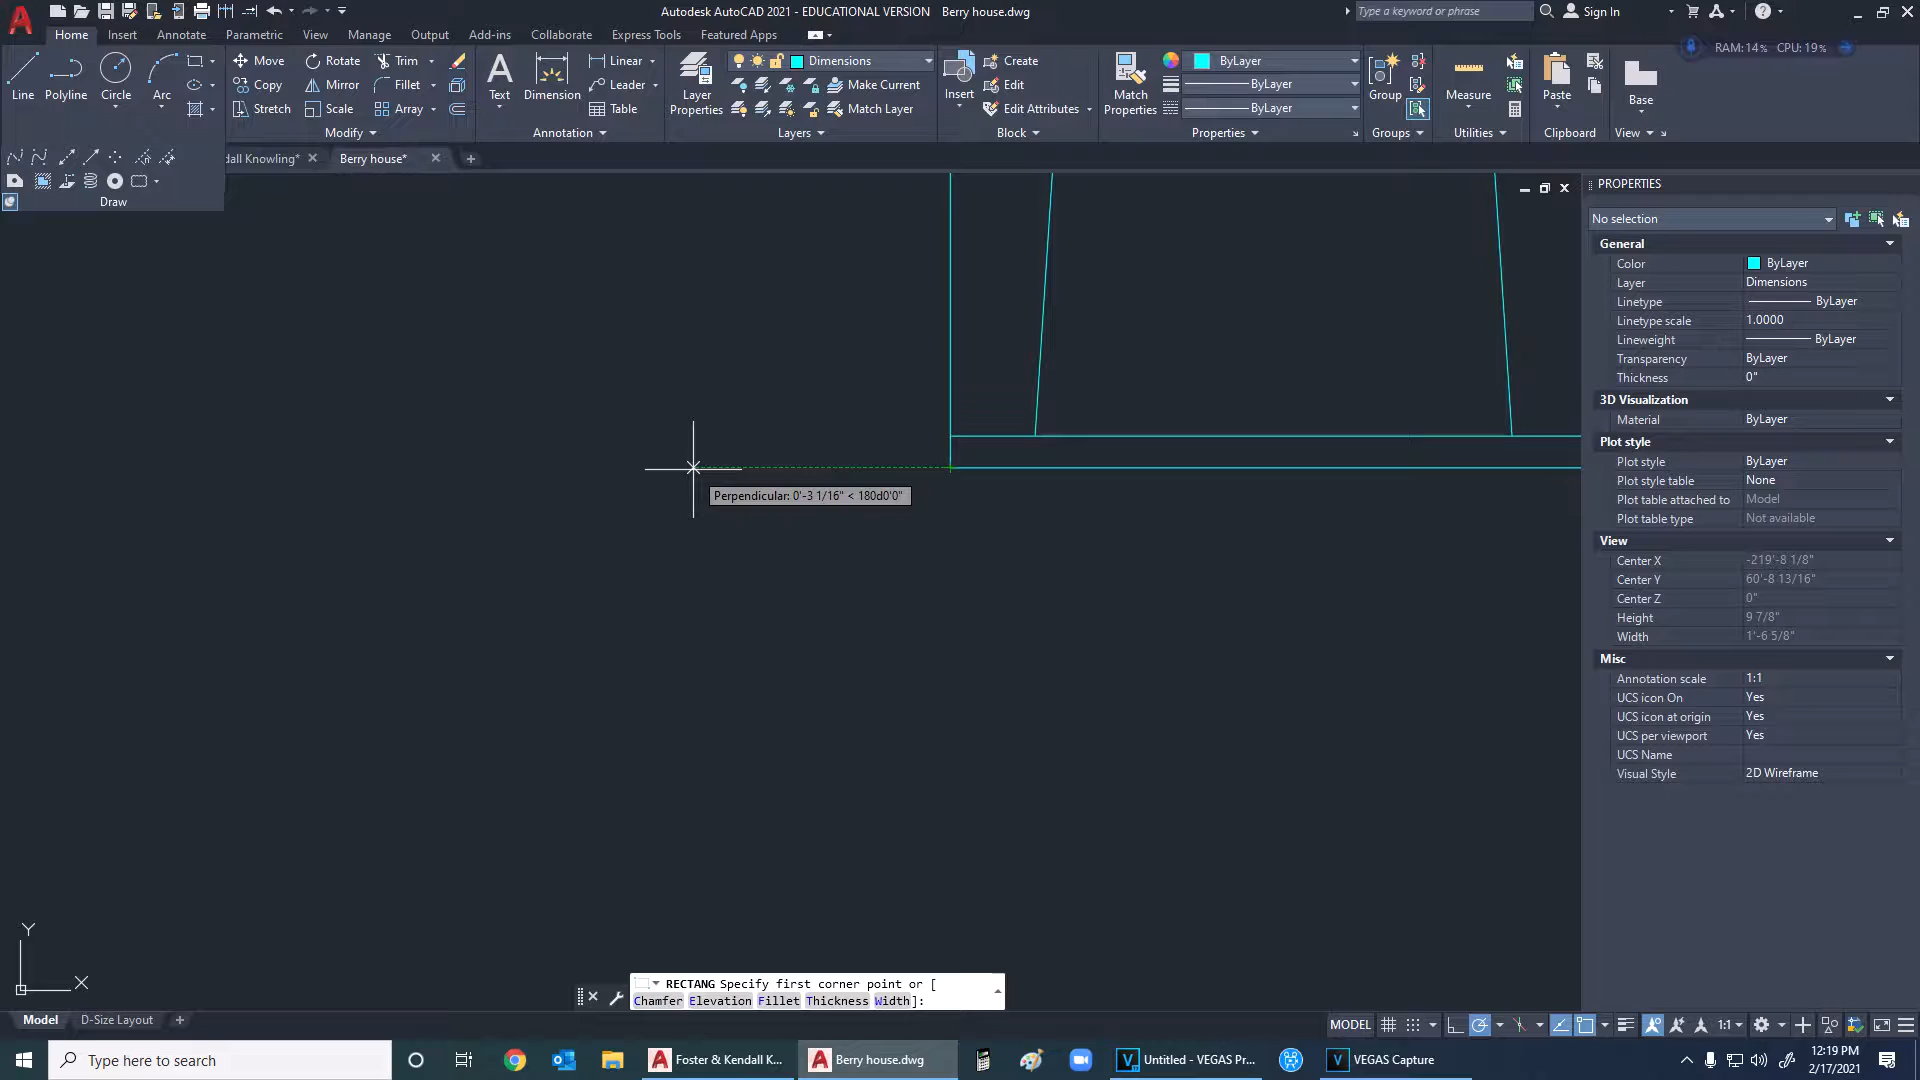 Autodesk AutoCAD 2021 - EDUCATIONAL VERSION Berry house.dwg
Type a keyword or phrase
Sign In
Home Insert Annotate Parametric View Manage Output Add-ins Collaborate Express Tools Featured Apps
RAM:14% CPU:19%
Line Polyline Circle Arc
Move Rotate Trim
Copy Mirror Fillet
Stretch Scale Array
Modify
Text Dimension
Linear
Leader
Table
Annotation
Layer Properties
Dimensions
Make Current
Match Layer
Layers
Insert
Create
Edit
Edit Attributes
Block
Match Properties
ByLayer
ByLayer
ByLayer
Properties
Group
Groups
Measure
Utilities
Paste
Clipboard
Base
View
dall Knowling*
Berry house*
Draw
PROPERTIES
No selection
General
Color ByLayer
Layer Dimensions
Linetype ByLayer
Linetype scale 1.0000
Lineweight ByLayer
Transparency ByLayer
Thickness 0"
3D Visualization
Material ByLayer
Plot style
Plot style ByLayer
Plot style table None
Plot table attached to Model
Plot table type Not available
View
Center X -219'-8 1/8"
Center Y 60'-8 13/16"
Center Z 0"
Height 9 7/8"
Width 1'-6 5/8"
Misc
Annotation scale 1:1
UCS icon On Yes
UCS icon at origin Yes
UCS per viewport Yes
UCS Name
Visual Style 2D Wireframe
Perpendicular: 0'-3 1/16" < 180d0'0"
Y
X
RECTANG Specify first corner point or [
Chamfer Elevation Fillet Thickness Width]:
Model D-Size Layout
MODEL
1:1
Type here to search
Foster & Kendall K...
Berry house.dwg
Untitled - VEGAS Pr...
VEGAS Capture
12:19 PM
2/17/2021